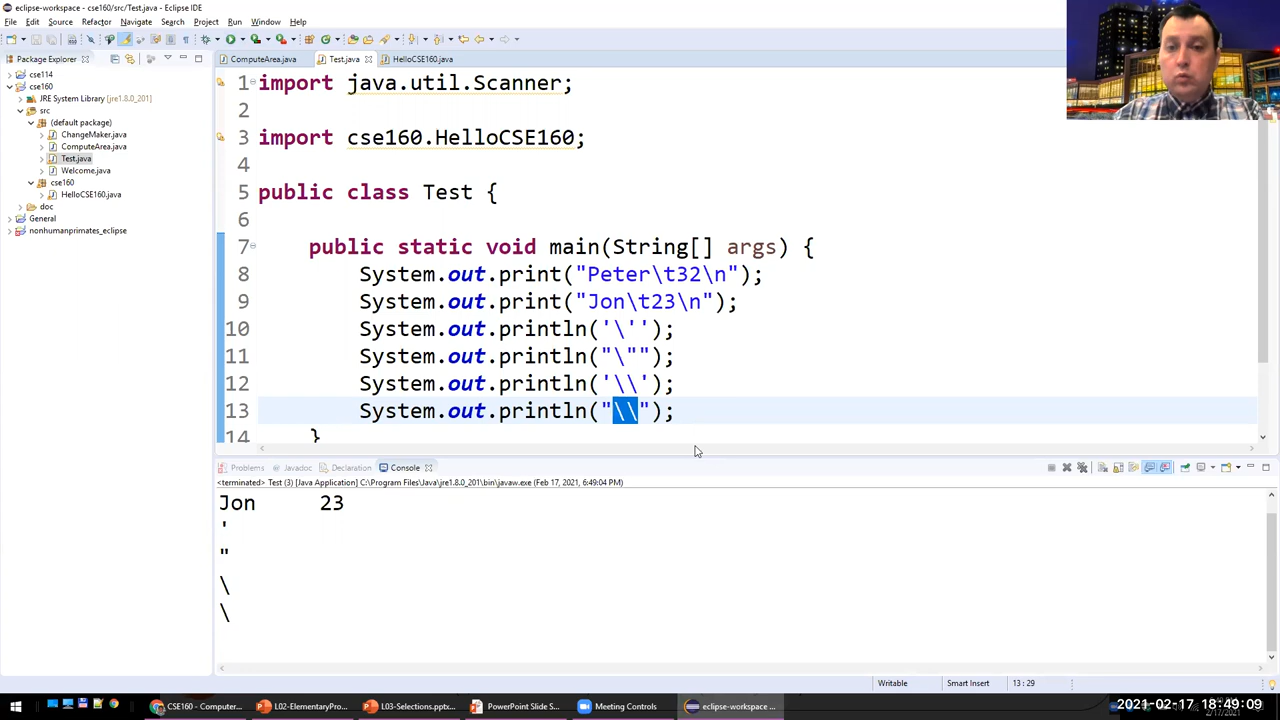 eclipse-workspace - cse160/src/Test.java - Eclipse IDE
File Edit Source Refactor Navigate Search Project Run Window Help
Package Explorer
ComputeArea.java Test.java HelloCSE160.java
cse114
cse160
JRE System Library [jre1.8.0_201]
src
(default package)
ChangeMaker.java
ComputeArea.java
Test.java
Welcome.java
cse160
HelloCSE160.java
doc
General
nonhumanprimates_eclipse
1 import java.util.Scanner;
2
3 import cse160.HelloCSE160;
4
5 public class Test {
6
7 public static void main(String[] args) {
8 System.out.print("Peter\t32\n");
9 System.out.print("Jon\t23\n");
10 System.out.println('\'');
11 System.out.println("\"");
12 System.out.println('\\');
13 System.out.println("\\");
14 }
Problems Javadoc Declaration Console
<terminated> Test (3) [Java Application] C:\Program Files\Java\jre1.8.0_201\bin\javaw.exe (Feb 17, 2021, 6:49:04 PM)
Jon 23
'
"
\
\
Writable Smart Insert 13 : 29
CSE160 - Computer... L02-ElementaryPro... L03-Selections.pptx... PowerPoint Slide S... Meeting Controls eclipse-workspace ...
2021-02-17 18:49:09